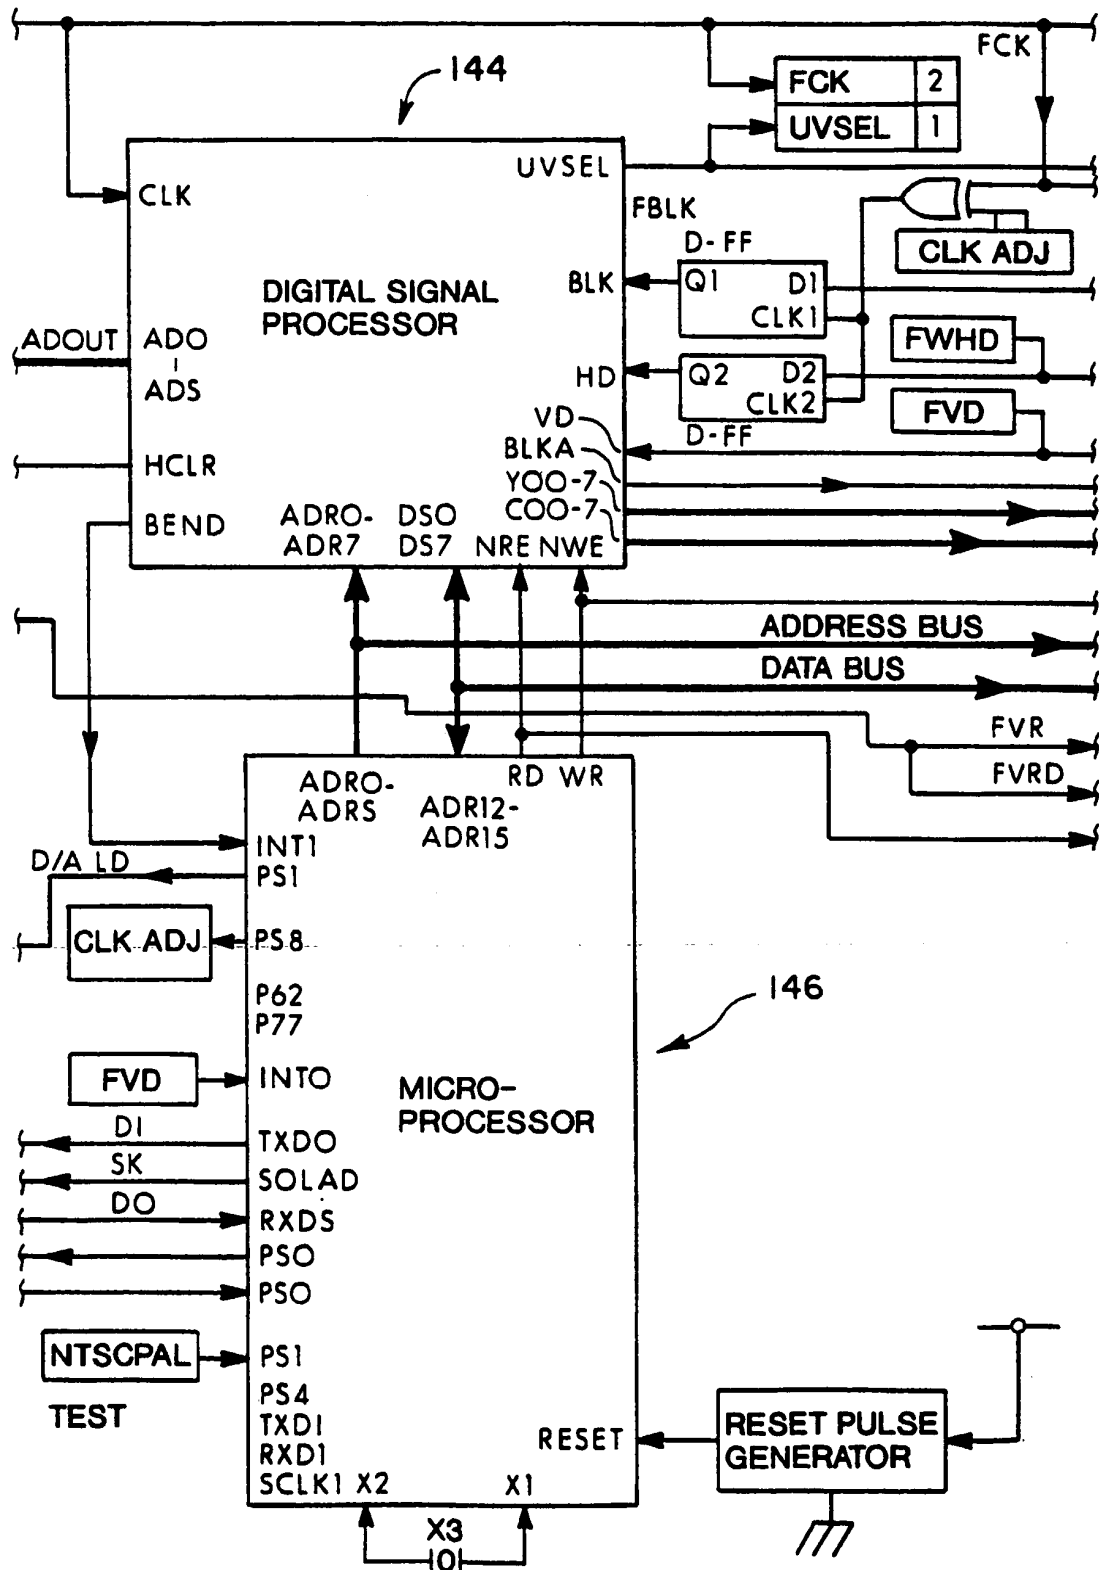 FCK
144
FCK 2
UVSEL 1
UVSEL
CLK
FBLK
CLK ADJ
D-FF
BLK
Q1 D1
CLK1
DIGITAL SIGNAL
PROCESSOR
ADOUT
ADO
-
ADS
FWHD
HD
Q2 D2
CLK2
FVD
D-FF
VD
BLKA
YOO-7
COO-7
HCLR
BEND
ADRO-
ADR7
DSO
DS7
NRE NWE
ADDRESS BUS
DATA BUS
FVR
FVRD
ADRO-
ADRS
ADR12-
ADR15
RD WR
INT1
D/A LD
PS1
CLK ADJ
PS8
146
P62
P77
FVD
INTO
MICRO-
PROCESSOR
DI
TXDO
SK
SOLAD
DO
RXDS
PSO
PSO
NTSCPAL
PS1
TEST
PS4
TXD1
RXD1
SCLK1 X2
X1
RESET
RESET PULSE
GENERATOR
X3